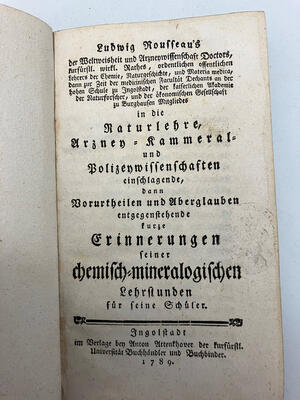 Ludwig Rousseau's
der Weltweisheit und Arzneywissenschaft Doctors,
kurfürstl. wirkl. Rathes, ordentlichen offentlichen
Lehrers der Chemie, Naturgeschichte, und Materia medica,
dann zur Zeit der medicinischen Facultät Dechants an der
hohen Schule zu Ingolstadt, der kaiserlichen Akademie
der Naturforscher, und der ökonomischen Gesellschaft
zu Burghausen Mitgliedes
in die
Naturlehre,
Arzney-Kammeral-
und
Polizeywissenschaften
einschlagende,
dann
Vorurtheilen und Aberglauben
entgegenstehende
kurze
Erinnerungen
seiner
chemisch-mineralogischen
Lehrstunden
für seine Schüler.
Ingolstadt
im Verlage bey Anton Attenkhover der kurfürstl.
Universität Buchhändler und Buchbinder.
1789.